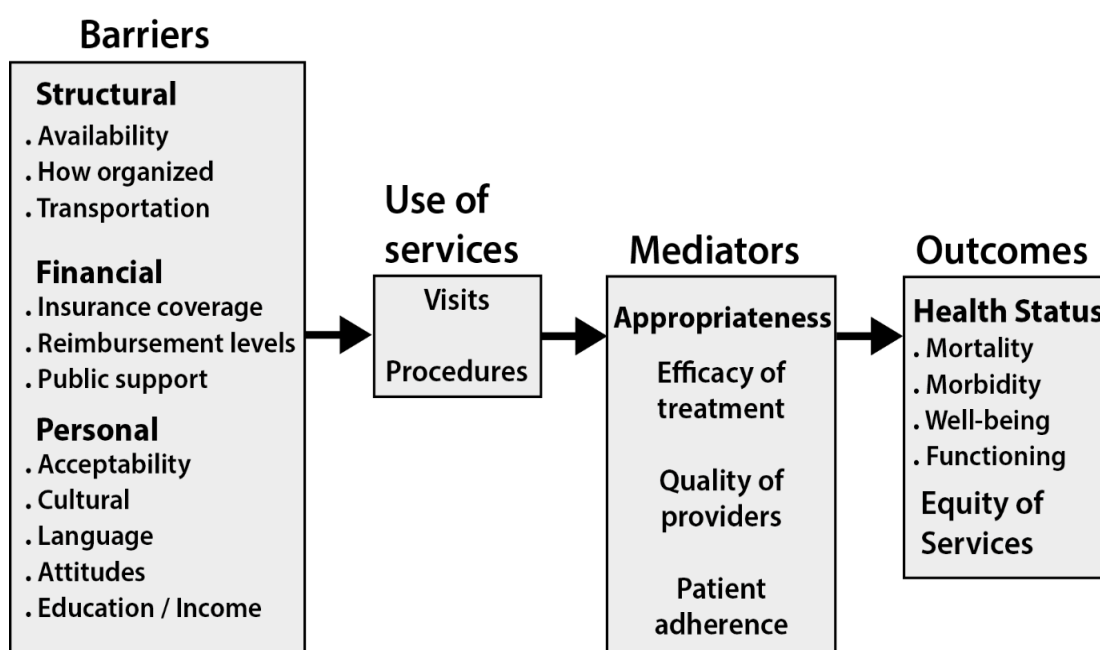 Barriers
Structural
. Availability
. How organized
. Transportation
Financial
. Insurance coverage
. Reimbursement levels
. Public support
Personal
. Acceptability
. Cultural
. Language
. Attitudes
. Education / Income
Use of
services
Visits
Procedures
Mediators
Appropriateness
Efficacy of
treatment
Quality of
providers
Patient
adherence
Outcomes
Health Status
. Mortality
. Morbidity
. Well-being
. Functioning
Equity of
Services